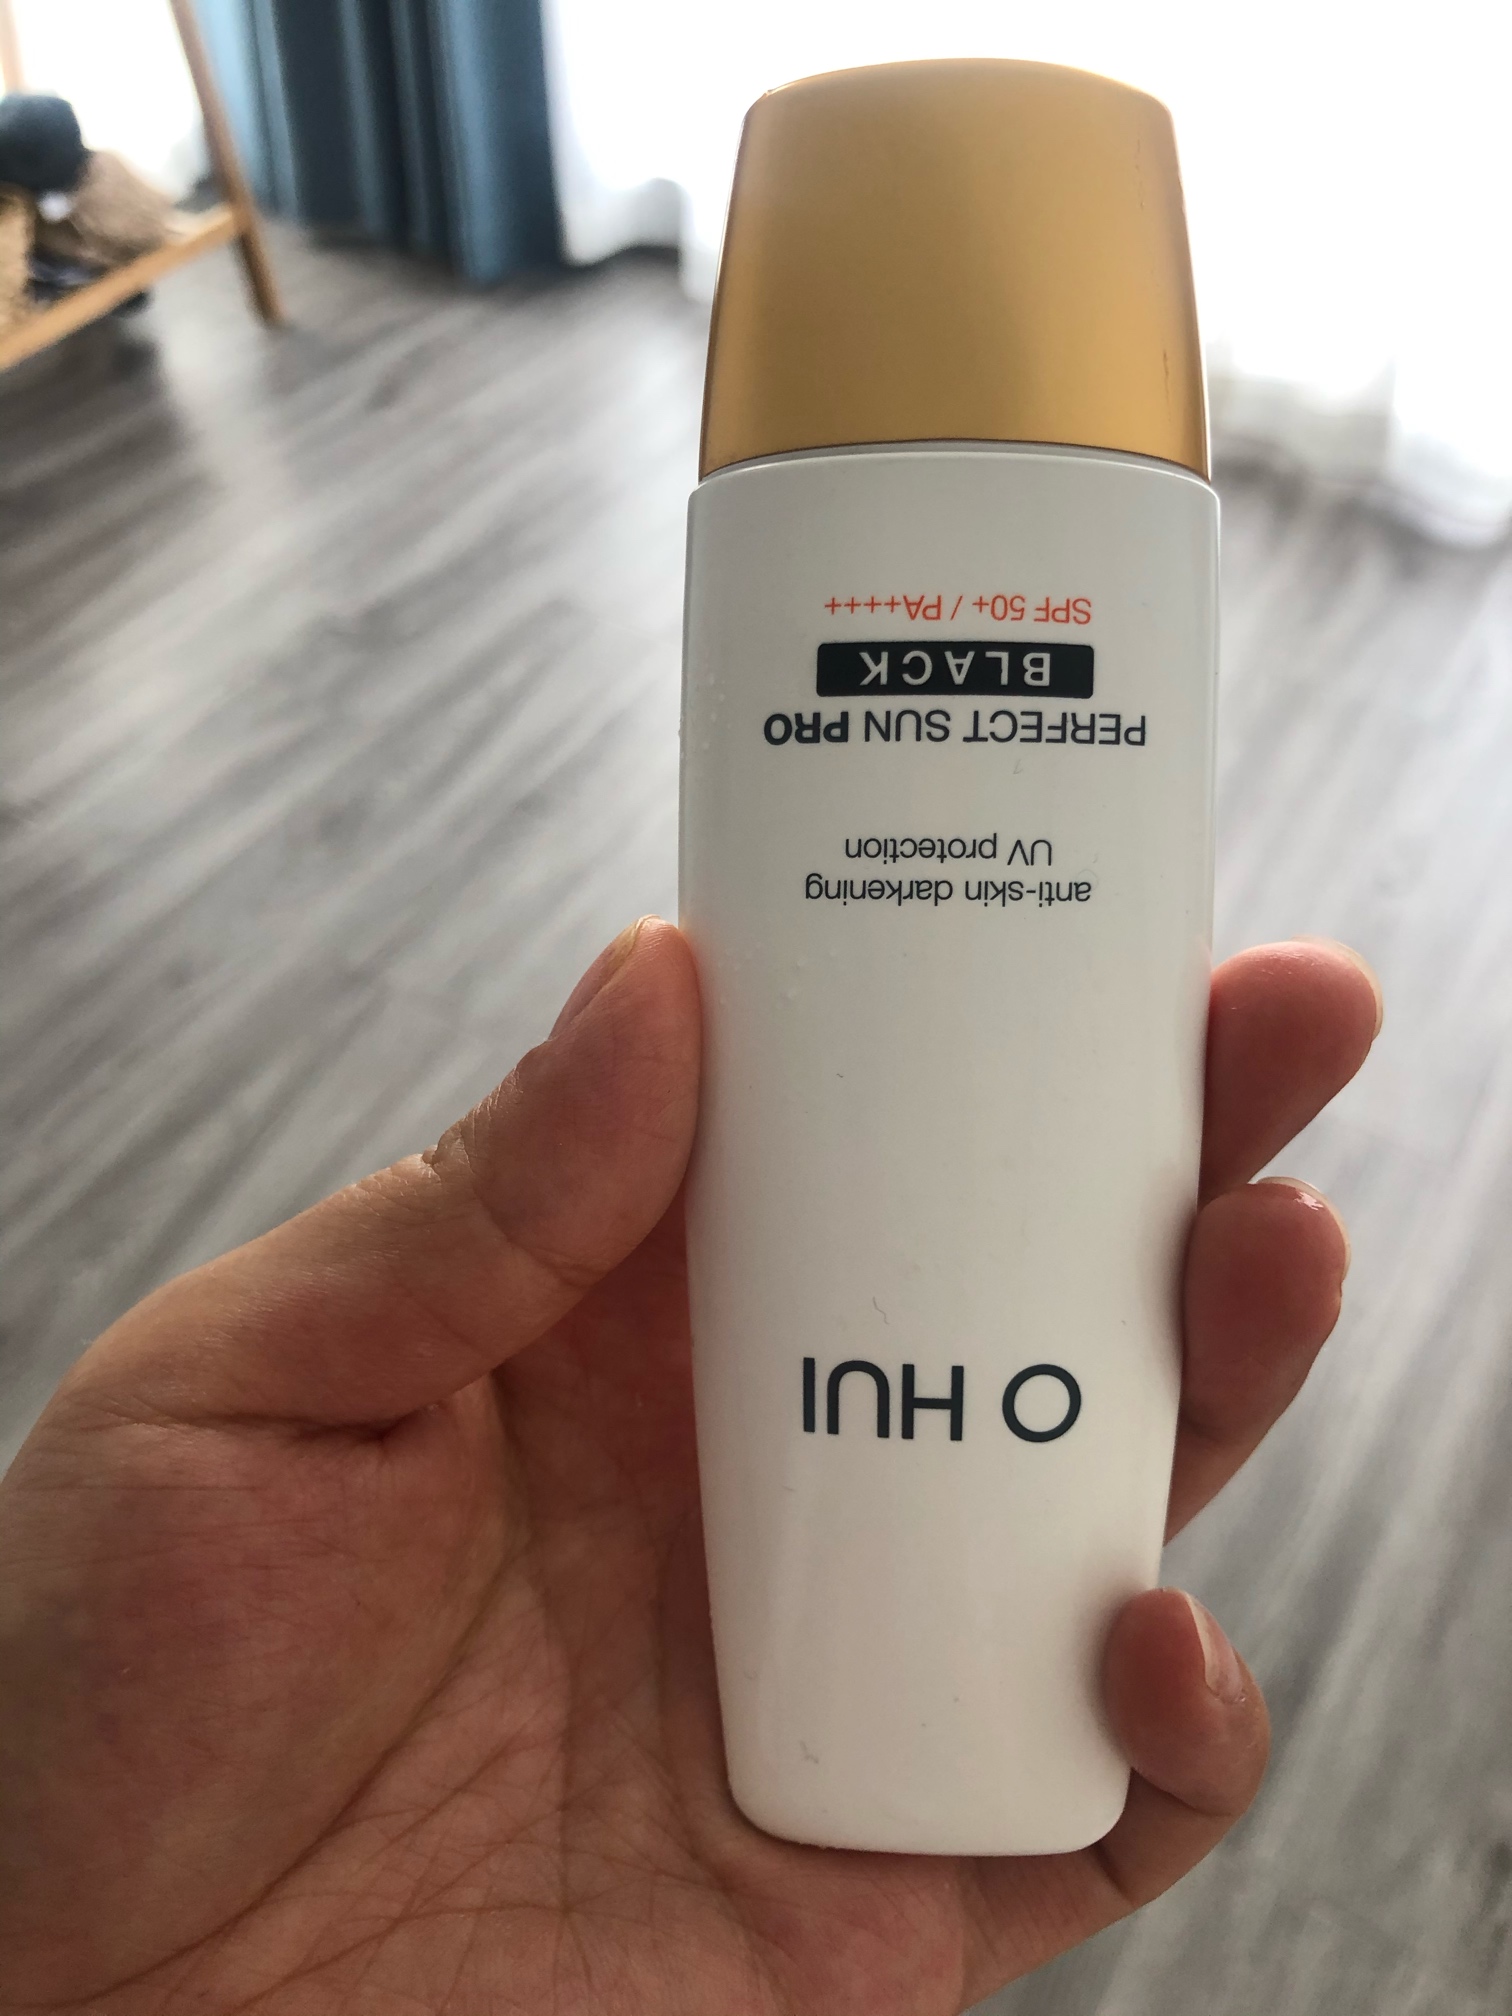 O HUI
anti-skin darkening
UV protection
PERFECT SUN PRO
BLACK
SPF 50+ / PA++++